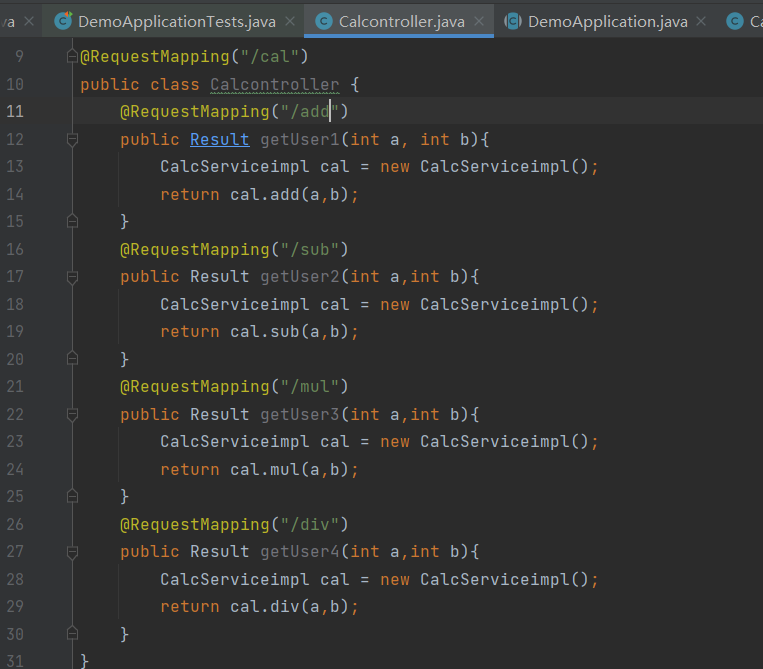 va DemoApplicationTests.java Calcontroller.java DemoApplication.java Ca
9 @RequestMapping("/cal")
10 public class Calcontroller {
11 @RequestMapping("/add")
12 public Result getUser1(int a, int b){
13 CalcServiceimpl cal = new CalcServiceimpl();
14 return cal.add(a,b);
15 }
16 @RequestMapping("/sub")
17 public Result getUser2(int a,int b){
18 CalcServiceimpl cal = new CalcServiceimpl();
19 return cal.sub(a,b);
20 }
21 @RequestMapping("/mul")
22 public Result getUser3(int a,int b){
23 CalcServiceimpl cal = new CalcServiceimpl();
24 return cal.mul(a,b);
25 }
26 @RequestMapping("/div")
27 public Result getUser4(int a,int b){
28 CalcServiceimpl cal = new CalcServiceimpl();
29 return cal.div(a,b);
30 }
31 }